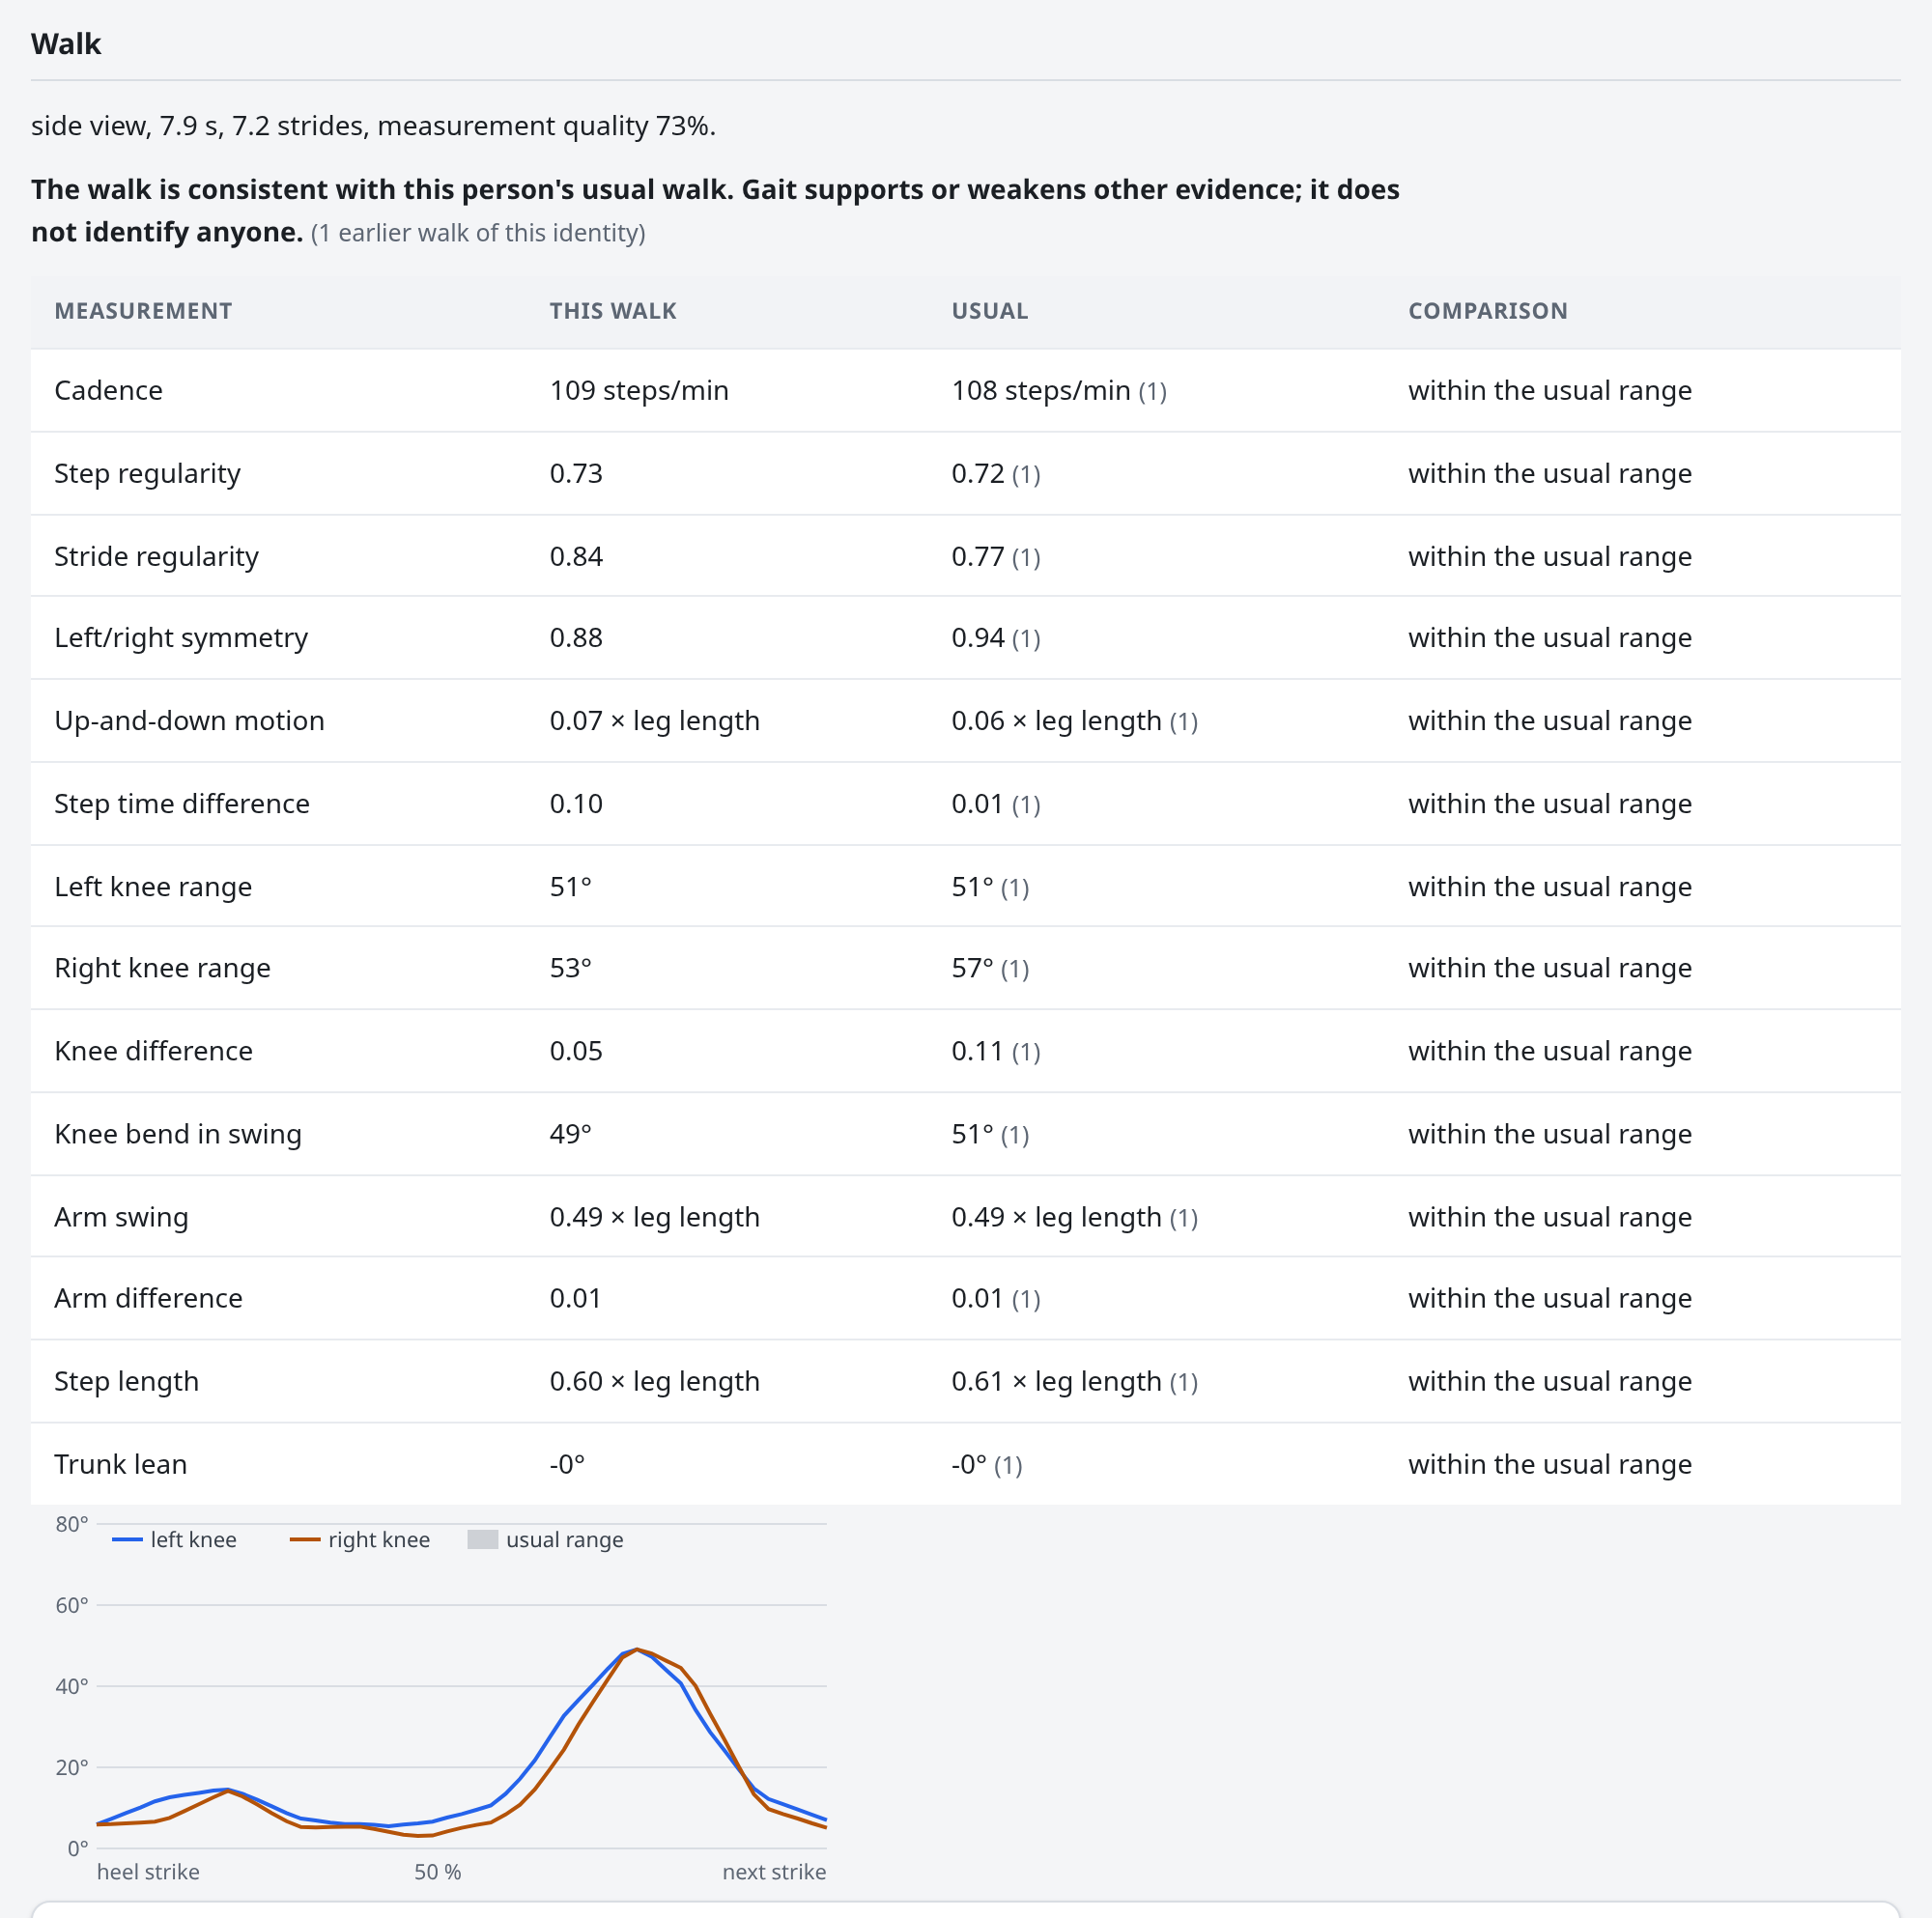 Walk
side view, 7.9 s, 7.2 strides, measurement quality 73%.
The walk is consistent with this person's usual walk. Gait supports or weakens other evidence; it does
not identify anyone. (1 earlier walk of this identity)
MEASUREMENT THIS WALK USUAL COMPARISON
Cadence 109 steps/min 108 steps/min (1) within the usual range
Step regularity 0.73 0.72 (1) within the usual range
Stride regularity 0.84 0.77 (1) within the usual range
Left/right symmetry 0.88 0.94 (1) within the usual range
Up-and-down motion 0.07 × leg length 0.06 × leg length (1) within the usual range
Step time difference 0.10 0.01 (1) within the usual range
Left knee range 51° 51° (1) within the usual range
Right knee range 53° 57° (1) within the usual range
Knee difference 0.05 0.11 (1) within the usual range
Knee bend in swing 49° 51° (1) within the usual range
Arm swing 0.49 × leg length 0.49 × leg length (1) within the usual range
Arm difference 0.01 0.01 (1) within the usual range
Step length 0.60 × leg length 0.61 × leg length (1) within the usual range
Trunk lean -0° -0° (1) within the usual range
80°
left knee right knee usual range
60°
40°
20°
0°
heel strike 50 % next strike